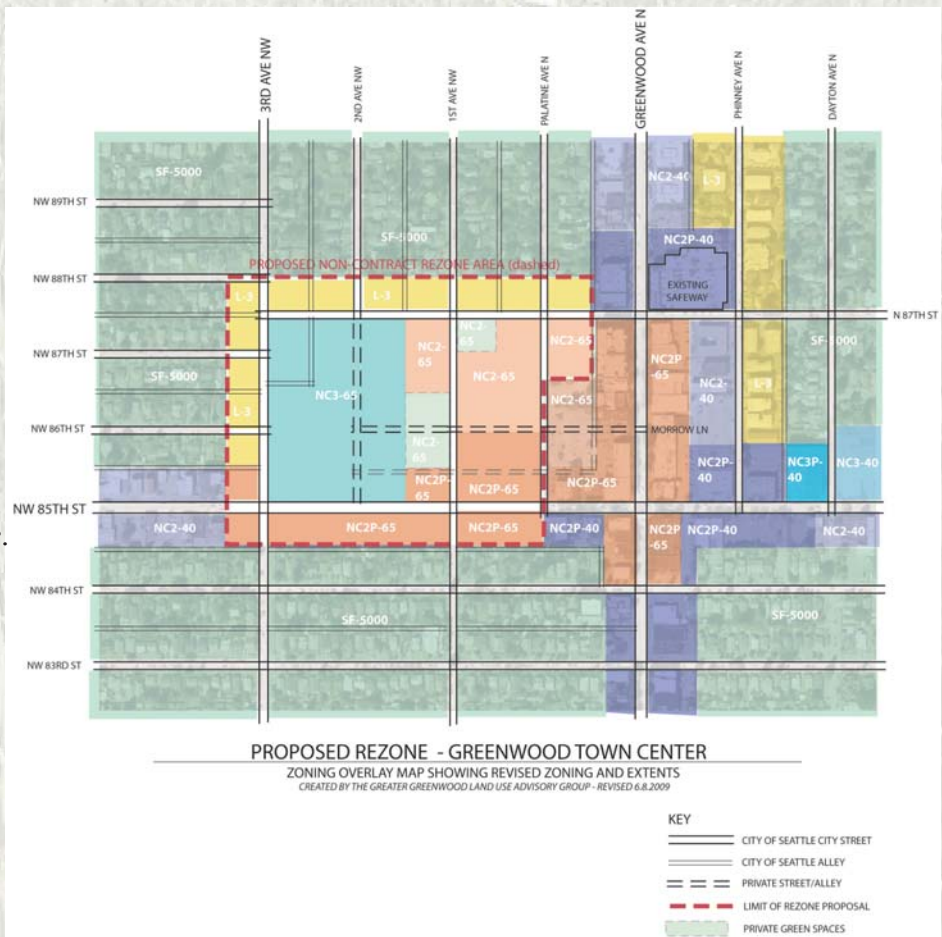 3RD AVE NW
2ND AVE NW
1ST AVE NW
PALATINE AVE N
GREENWOOD AVE N
PHINNEY AVE N
DAYTON AVE N
SF-5000
NC2-40
L-3
NW 89TH ST
SF-5000
NC2P-40
PROPOSED NON-CONTRACT REZONE AREA (dashed)
NW 88TH ST
EXISTING
SAFEWAY
L-3
L-3
N 87TH ST
NC2-
65
NC2-65
NC2-
65
NC2P
-65
SF-5000
NW 87TH ST
SF-5000
NC2-65
NC2-
40
L-3
NC3-65
NC2-65
L-3
NW 86TH ST
MORROW LN
NC2-
65
NC2P-
40
NC3P-
40
NC3-40
NC2P-
65
NC2P-65
NW 85TH ST
NC2-40
NC2P-65
NC2P-65
NC2P-40
NC2P
-65
NC2P-40
NC2-40
.
NW 84TH ST
SF-5000
SF-5000
NW 83RD ST
PROPOSED REZONE - GREENWOOD TOWN CENTER
ZONING OVERLAY MAP SHOWING REVISED ZONING AND EXTENTS
CREATED BY THE GREATER GREENWOOD LAND USE ADVISORY GROUP - REVISED 6.8.2009
KEY
CITY OF SEATTLE CITY STREET
CITY OF SEATTLE ALLEY
PRIVATE STREET/ALLEY
LIMIT OF REZONE PROPOSAL
PRIVATE GREEN SPACES